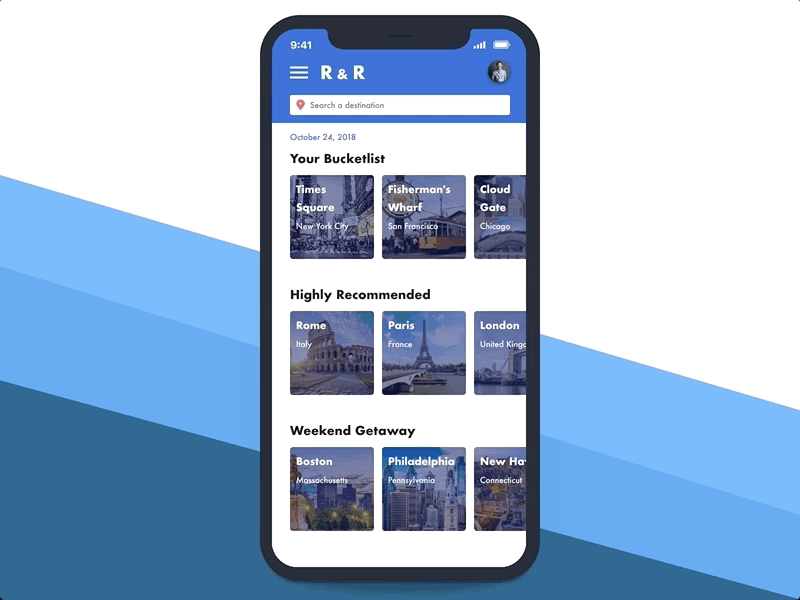 9:41
R & R
Search a destination
October 24, 2018
Your Bucketlist
Times
Square
New York City
Fisherman's
Wharf
San Francisco
Cloud
Gate
Chicago
Highly Recommended
Rome
Italy
Paris
France
London
United Kingd
Weekend Getaway
Boston
Massachusetts
Philadelphia
Pennsylvania
New Ha
Connecticut